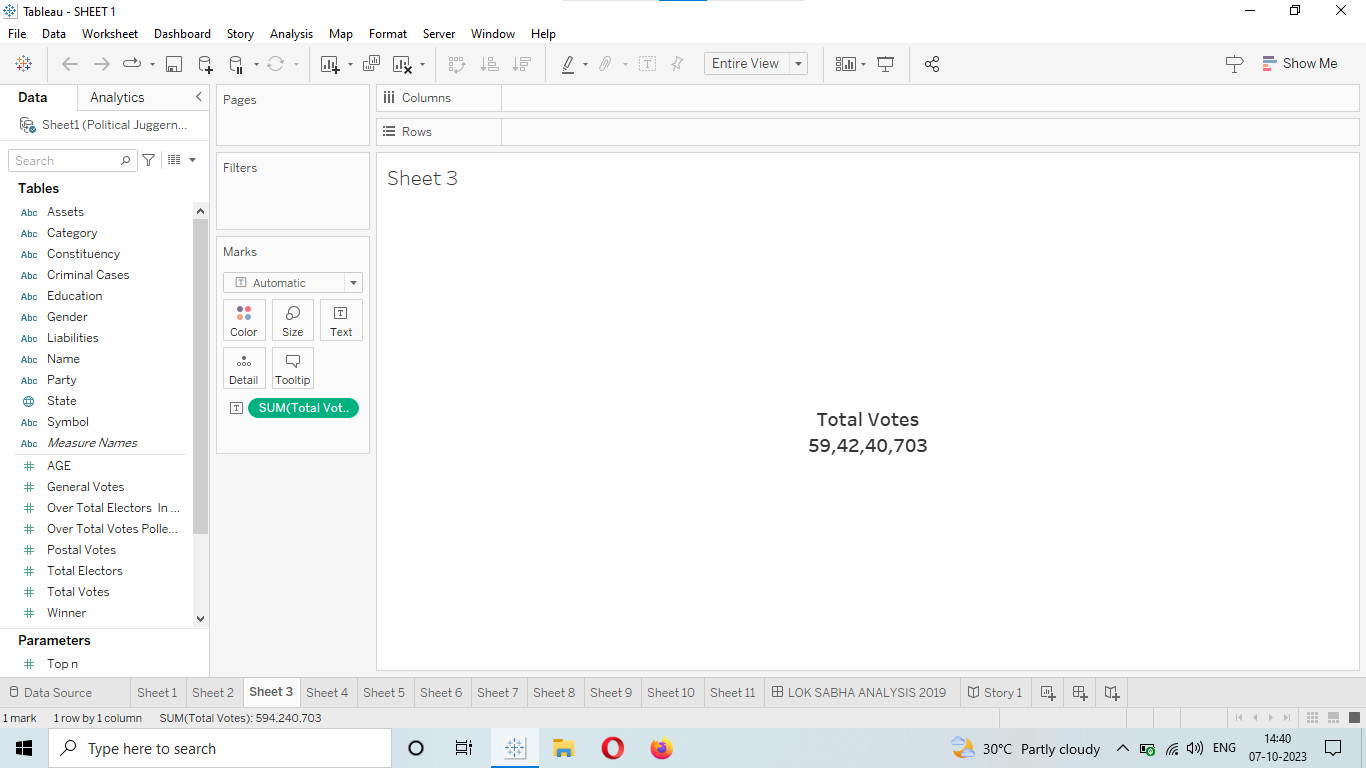 Tableau - SHEET 1
File Data Worksheet Dashboard Story Analysis Map Format Server Window Help
Entire View
Show Me
Data Analytics
Sheet1 (Political Juggern...
Search
Tables
Abc Assets
Abc Category
Abc Constituency
Abc Criminal Cases
Abc Education
Abc Gender
Abc Liabilities
Abc Name
Abc Party
State
Abc Symbol
Abc Measure Names
# AGE
# General Votes
# Over Total Electors In ...
# Over Total Votes Polle...
# Postal Votes
# Total Electors
# Total Votes
# Winner
Parameters
# Top n
Pages
Filters
Marks
T Automatic
Color Size T Text
Detail Tooltip
T SUM(Total Vot..
Columns
Rows
Sheet 3
Total Votes
59,42,40,703
Data Source Sheet 1 Sheet 2 Sheet 3 Sheet 4 Sheet 5 Sheet 6 Sheet 7 Sheet 8 Sheet 9 Sheet 10 Sheet 11 LOK SABHA ANALYSIS 2019 Story 1
1 mark 1 row by 1 column SUM(Total Votes): 594,240,703
Type here to search
30°C Partly cloudy ENG
14:40
07-10-2023